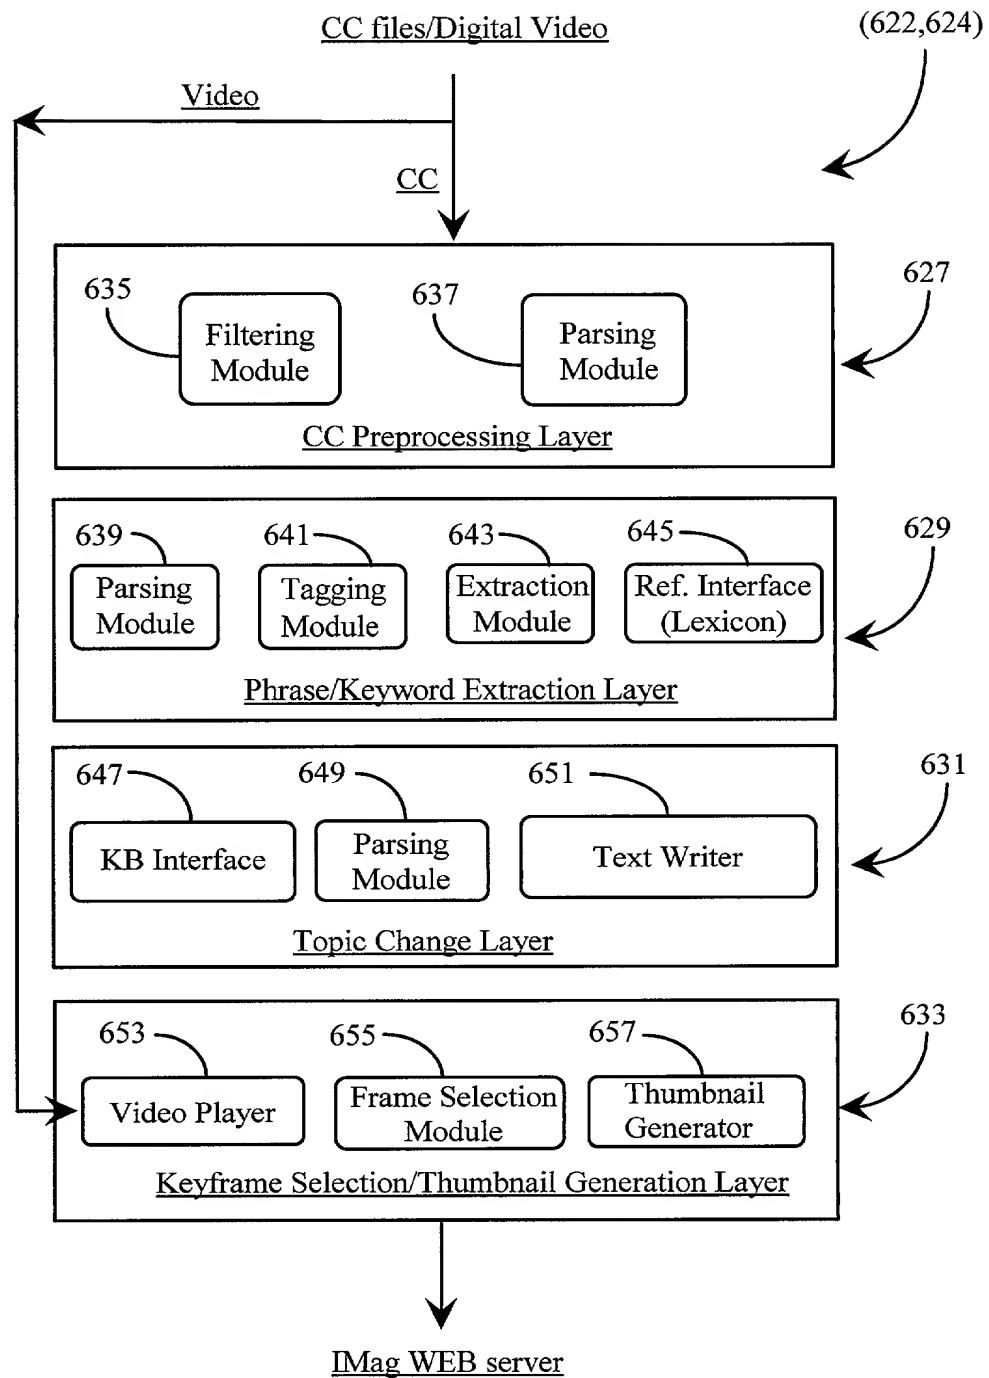 CC files/Digital Video
(622,624)
Video
CC
627
635
637
Filtering
Module
Parsing
Module
CC Preprocessing Layer
639
641
643
645
629
Parsing
Module
Tagging
Module
Extraction
Module
Ref. Interface
(Lexicon)
Phrase/Keyword Extraction Layer
647
649
651
631
KB Interface
Parsing
Module
Text Writer
Topic Change Layer
653
655
657
633
Video Player
Frame Selection
Module
Thumbnail
Generator
Keyframe Selection/Thumbnail Generation Layer
IMag WEB server